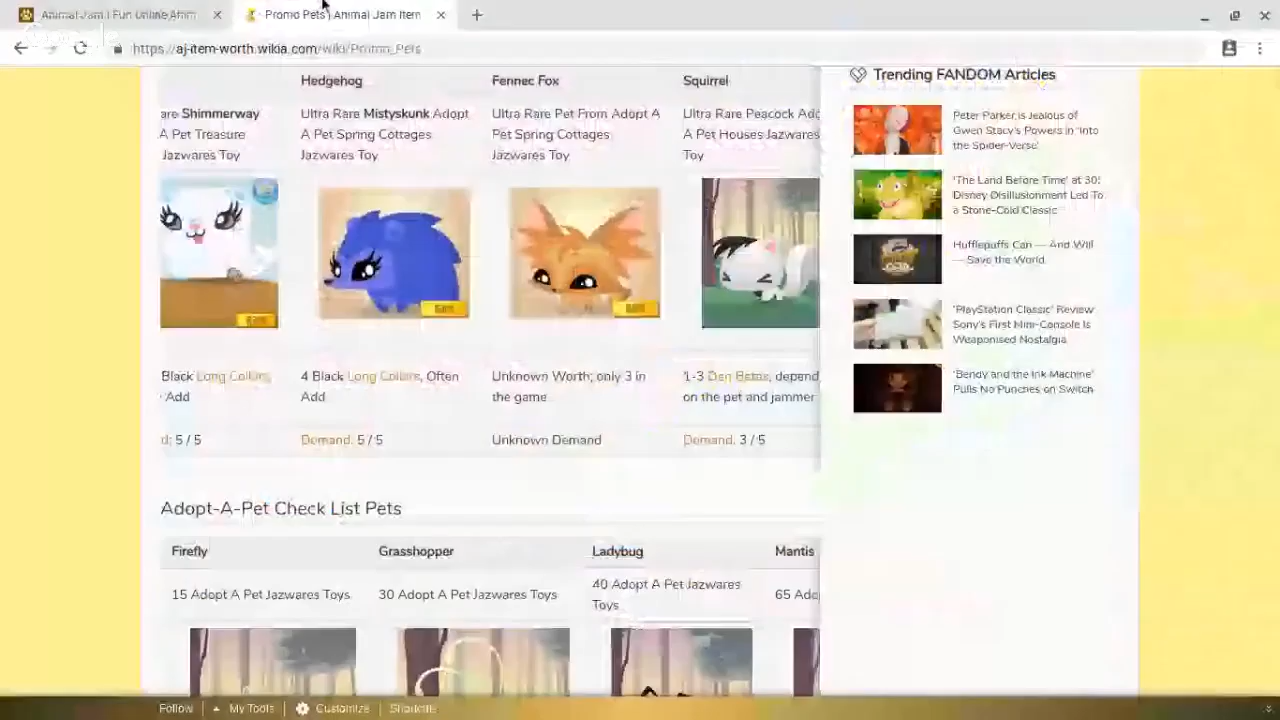 Animal Jam | Fun Online Anim
Promo Pets | Animal Jam Item
Google
https://aj-item-worth.wikia.com/wiki/Promo_Pets
Hedgehog
Fennec Fox
Squirrel
are Shimmerway
A Pet Treasure
Jazwares Toy
Ultra Rare Mistyskunk Adopt
A Pet Spring Cottages
Jazwares Toy
Ultra Rare Pet From Adopt A
Pet Spring Cottages
Jazwares Toy
Ultra Rare Peacock Ado
A Pet Houses Jazwares
Toy
Black Long Collars,
Add
4 Black Long Collars, Often
Add
Unknown Worth; only 3 in
the game
1-3 Den Betas, depend
on the pet and jammer
d: 5 / 5
Demand: 5 / 5
Unknown Demand
Demand: 3 / 5
Adopt-A-Pet Check List Pets
Firefly
Grasshopper
Ladybug
Mantis
15 Adopt A Pet Jazwares Toys
30 Adopt A Pet Jazwares Toys
40 Adopt A Pet Jazwares
Toys
65 Ado
Trending FANDOM Articles
Peter Parker is Jealous of
Gwen Stacy's Powers in 'Into
the Spider-Verse'
'The Land Before Time' at 30:
Disney Disillusionment Led To
a Stone-Cold Classic
Hufflepuffs Can — And Will
— Save the World
'PlayStation Classic' Review
Sony's First Mini-Console Is
Weaponised Nostalgia
'Bendy and the Ink Machine'
Pulls No Punches on Switch
Follow
My Tools
Customize
Shortcuts